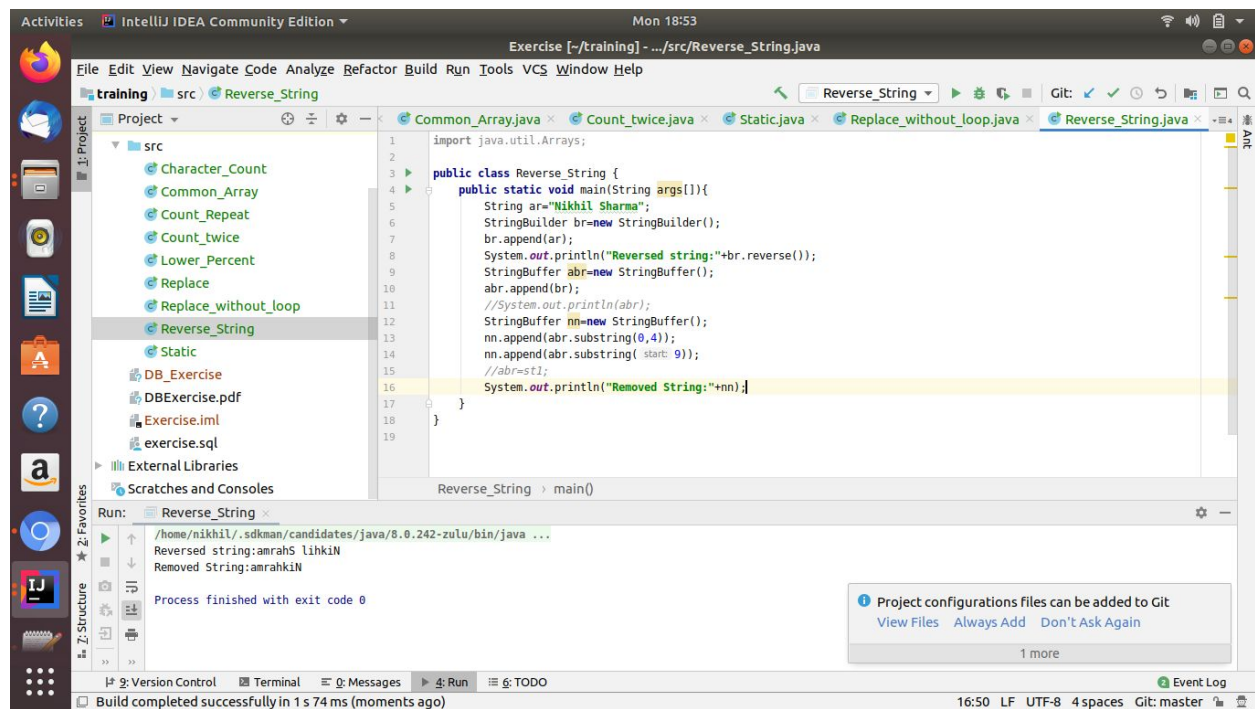 Activities IntelliJ IDEA Community Edition Mon 18:53
Exercise [~/training] - .../src/Reverse_String.java
File Edit View Navigate Code Analyze Refactor Build Run Tools VCS Window Help
training src Reverse_String Reverse_String Git:
1: Project
Project Common_Array.java Count_twice.java Static.java Replace_without_loop.java Reverse_String.java
Ant
src
Character_Count
Common_Array
Count_Repeat
Count_twice
Lower_Percent
Replace
Replace_without_loop
Reverse_String
Static
DB_Exercise
DBExercise.pdf
Exercise.iml
exercise.sql
External Libraries
Scratches and Consoles
1 import java.util.Arrays;
2
3 public class Reverse_String {
4 public static void main(String args[]){
5 String ar="Nikhil Sharma";
6 StringBuilder br=new StringBuilder();
7 br.append(ar);
8 System.out.println("Reversed string:"+br.reverse());
9 StringBuffer abr=new StringBuffer();
10 abr.append(br);
11 //System.out.println(abr);
12 StringBuffer nn=new StringBuffer();
13 nn.append(abr.substring(0,4));
14 nn.append(abr.substring( start: 9));
15 //abr=st1;
16 System.out.println("Removed String:"+nn);
17 }
18 }
19
Reverse_String main()
2: Favorites
Z: Structure
Run: Reverse_String
/home/nikhil/.sdkman/candidates/java/8.0.242-zulu/bin/java ...
Reversed string:amrahS lihkiN
Removed String:amrahkiN
Process finished with exit code 0
Project configurations files can be added to Git
View Files Always Add Don't Ask Again
1 more
9: Version Control Terminal 0: Messages 4: Run 6: TODO 2 Event Log
Build completed successfully in 1 s 74 ms (moments ago) 16:50 LF UTF-8 4 spaces Git: master